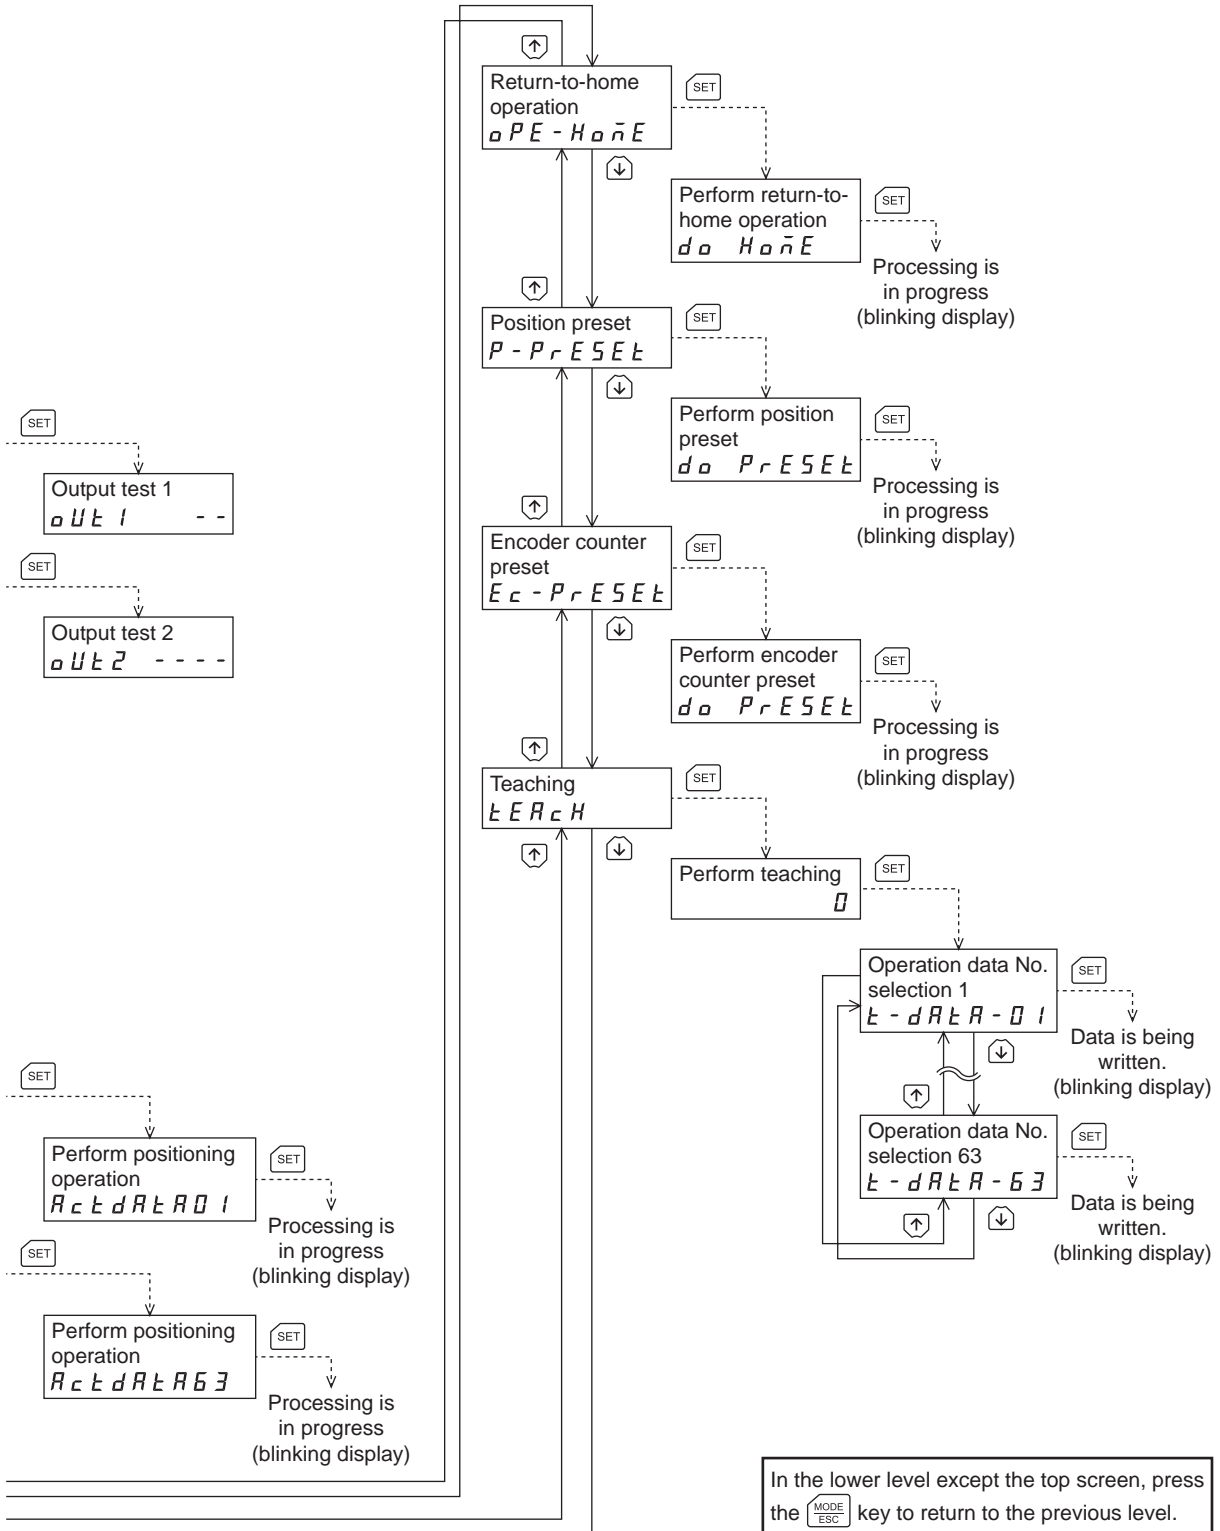 Return-to-home
operation
oPE-HomE
SET
Perform return-to-
home operation
do HomE
SET
Processing is
in progress
(blinking display)
Position preset
P-PrESEt
SET
Perform position
preset
do PrESEt
SET
Processing is
in progress
(blinking display)
SET
Output test 1
oUt1 --
SET
Output test 2
oUt2 ----
Encoder counter
preset
Ec-PrESEt
SET
Perform encoder
counter preset
do PrESEt
SET
Processing is
in progress
(blinking display)
Teaching
tEAcH
SET
Perform teaching
0
SET
Operation data No.
selection 1
t-dAtA-01
SET
Data is being
written.
(blinking display)
Operation data No.
selection 63
t-dAtA-63
SET
Data is being
written.
(blinking display)
SET
Perform positioning
operation
ActdAtA01
SET
Processing is
in progress
(blinking display)
SET
Perform positioning
operation
ActdAtA63
SET
Processing is
in progress
(blinking display)
In the lower level except the top screen, press
the MODE ESC key to return to the previous level.